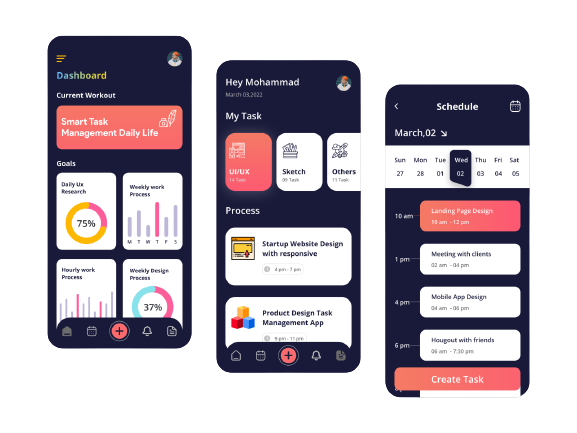 Dashboard
Current Workout
Smart Task
Management Daily Life
Goals
Daily Ux
Research
75%
Weekly work
Process
M T W T F S
Hourly work
process
Weekly Design
Process
37%
Hey Mohammad
March 03,2022
My Task
UI/UX
14 Task
Sketch
09 Task
Others
11 Task
Process
Startup Website Design
with responsive
4 pm - 7 pm
Product Design Task
Management App
9 pm - 11 pm
Schedule
March,02
Sun Mon Tue Wed Thu Fri Sat
27 28 01 02 03 04 05
10 am
Landing Page Design
10 am - 12 pm
1 pm
Meeting with clients
02 am - 04 pm
4 pm
Mobile App Design
04 am - 06 pm
6 pm
Hougout with friends
06 am - 7:30 pm
Create Task